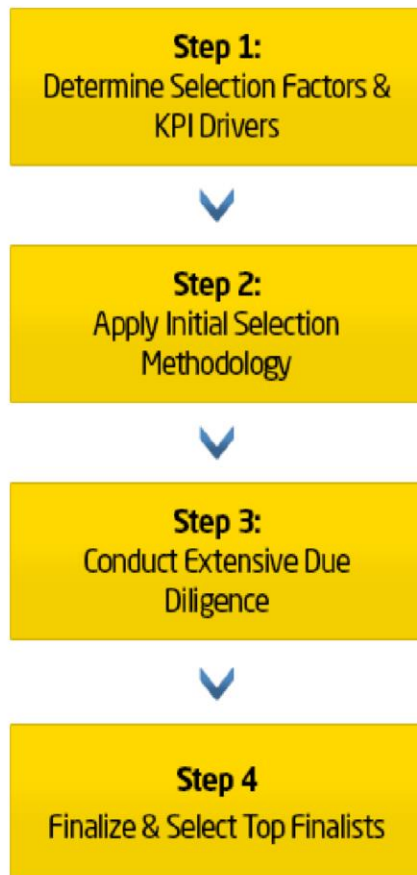 Step 1:
Determine Selection Factors &
KPI Drivers
Step 2:
Apply Initial Selection
Methodology
Step 3:
Conduct Extensive Due
Diligence
Step 4
Finalize & Select Top Finalists